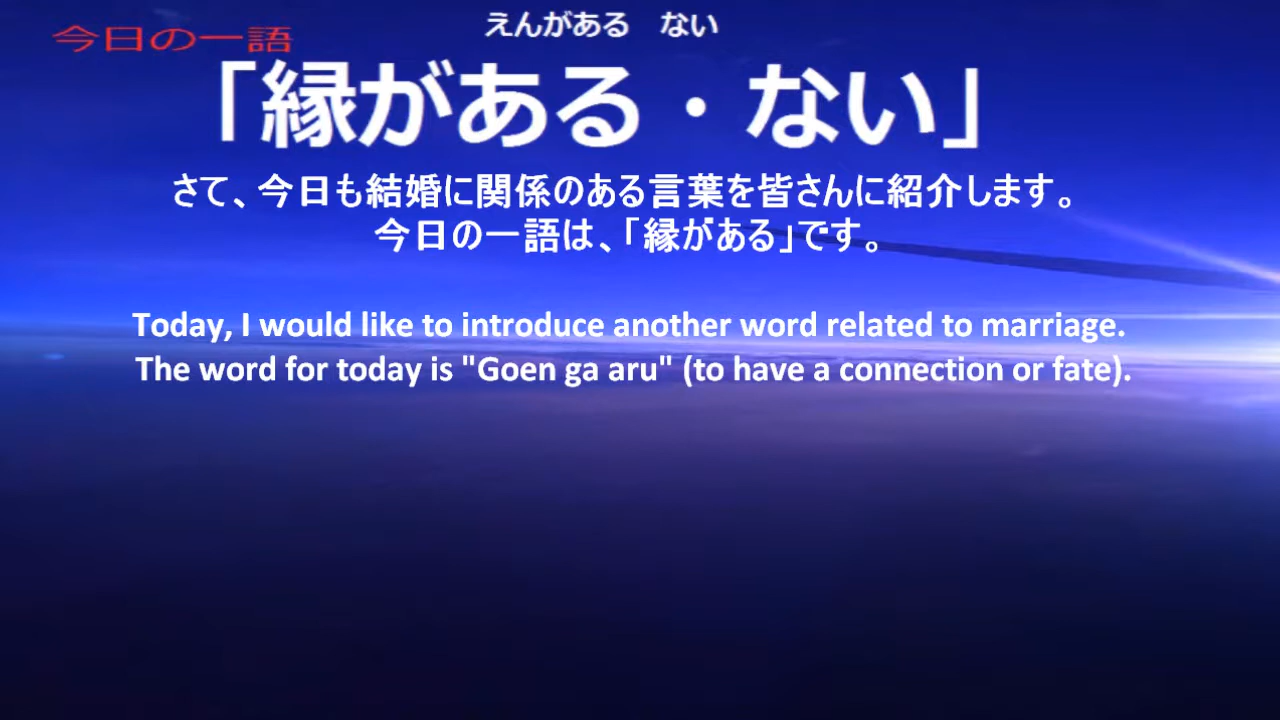 今日の一語
えんがある　ない
「縁がある・ない」
さて、今日も結婚に関係のある言葉を皆さんに紹介します。
今日の一語は、「縁がある」です。
Today, I would like to introduce another word related to marriage.
The word for today is "Goen ga aru" (to have a connection or fate).